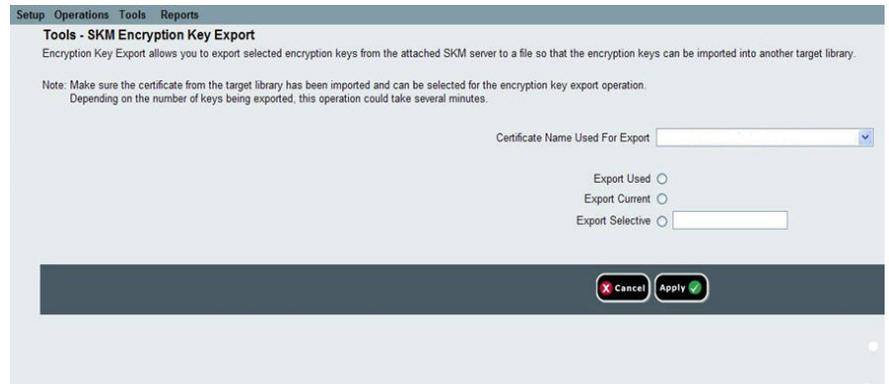 Setup Operations Tools Reports
Tools - SKM Encryption Key Export
Encryption Key Export allows you to export selected encryption keys from the attached SKM server to a file so that the encryption keys can be imported into another target library.
Note: Make sure the certificate from the target library has been imported and can be selected for the encryption key export operation.
Depending on the number of keys being exported, this operation could take several minutes.
Certificate Name Used For Export
Export Used
Export Current
Export Selective
Cancel Apply